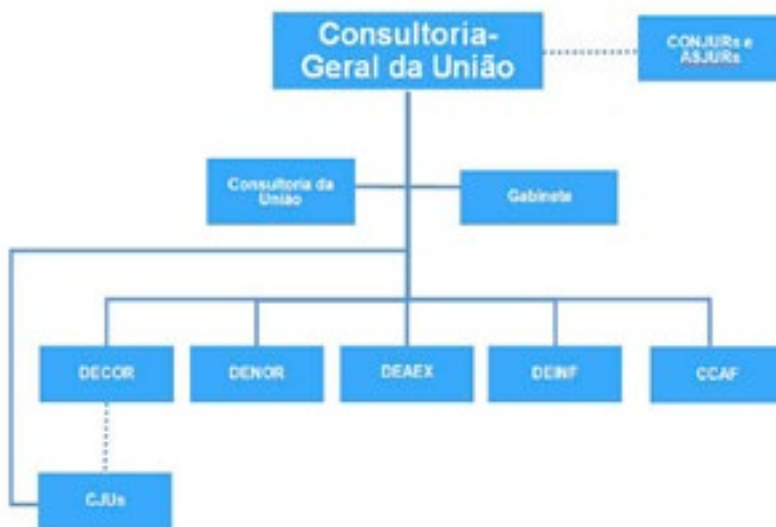 Consultoria-
Geral da União
CONJURs e
ASJURs
Consultoria da
União
Gabinete
DECOR
DENOR
DEAEX
DEINF
CCAF
CJUs